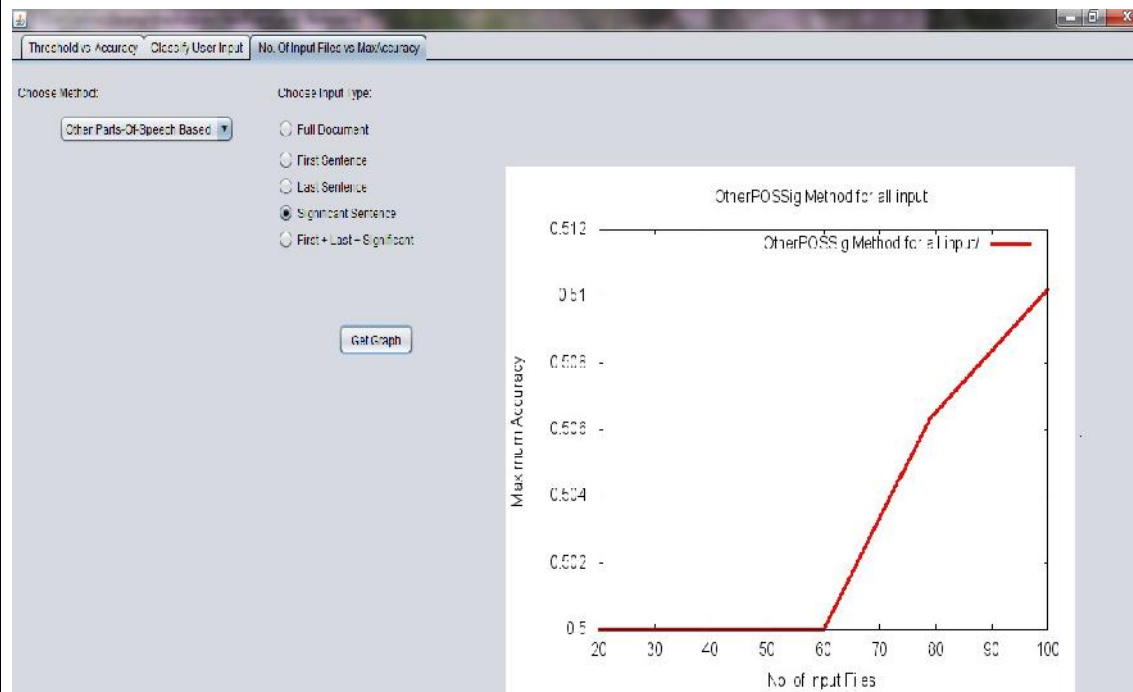 Threshold vs Accuracy Classify User Input No. Of Input Files vs MaxAccuracy
Choose Method:
Other Parts-Of-Speech Based
Choose Input Type:
Full Document
First Sentence
Last Sentence
Significant Sentence
First + Last + Significant
Get Graph
OtherPOSSig Method for all input
OtherPOSSig Method for all input/
Maximum Accuracy
0.512
0.51
0.508
0.506
0.504
0.502
0.5
20 30 40 50 60 70 80 90 100
No. of Input Files